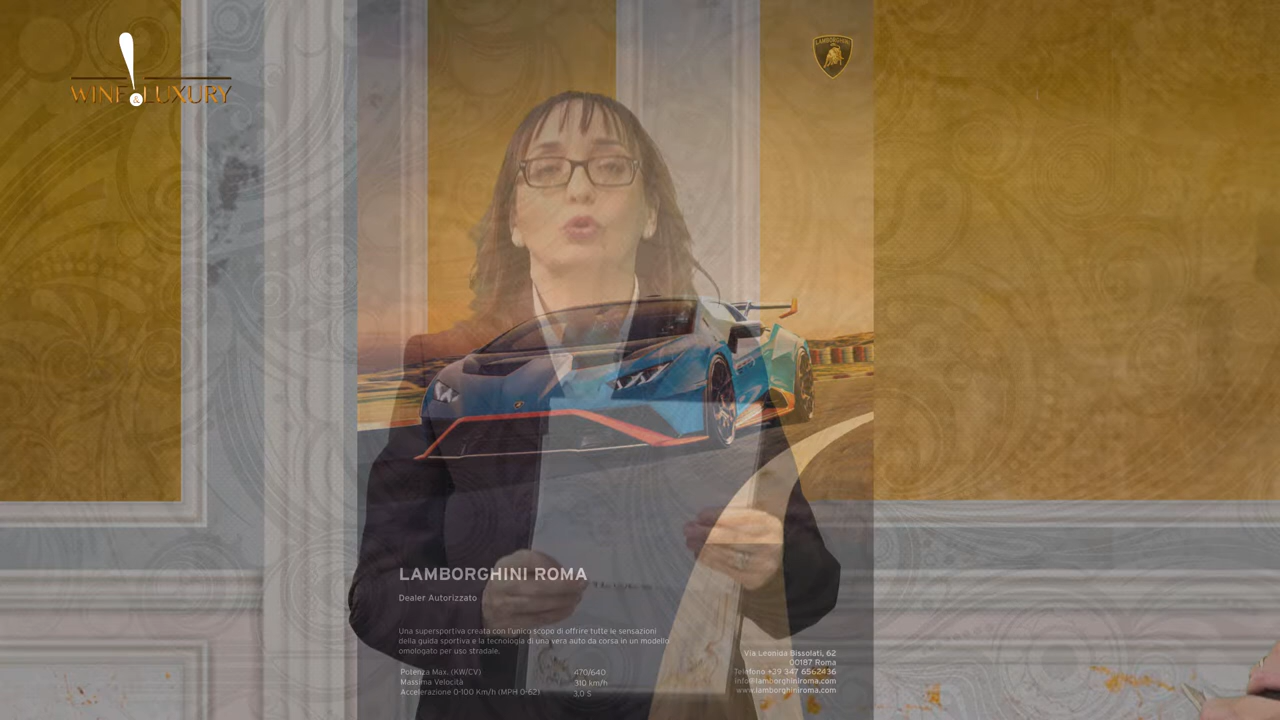 WINE & LUXURY
LAMBORGHINI
LAMBORGHINI ROMA
Dealer Autorizzato
Una supersportiva creata con l'unico scopo di offrire tutte le sensazioni
della guida sportiva e la tecnologia di una vera auto da corsa in un modello
omologato per uso stradale.
Potenza Max. (KW/CV) 470/640
Massima Velocità 310 km/h
Accelerazione 0-100 Km/h (MPH 0-62) 3,0 S
Via Leonida Bissolati, 62
00187 Roma
Telefono +39 347 6562436
info@lamborghiniroma.com
www.lamborghiniroma.com